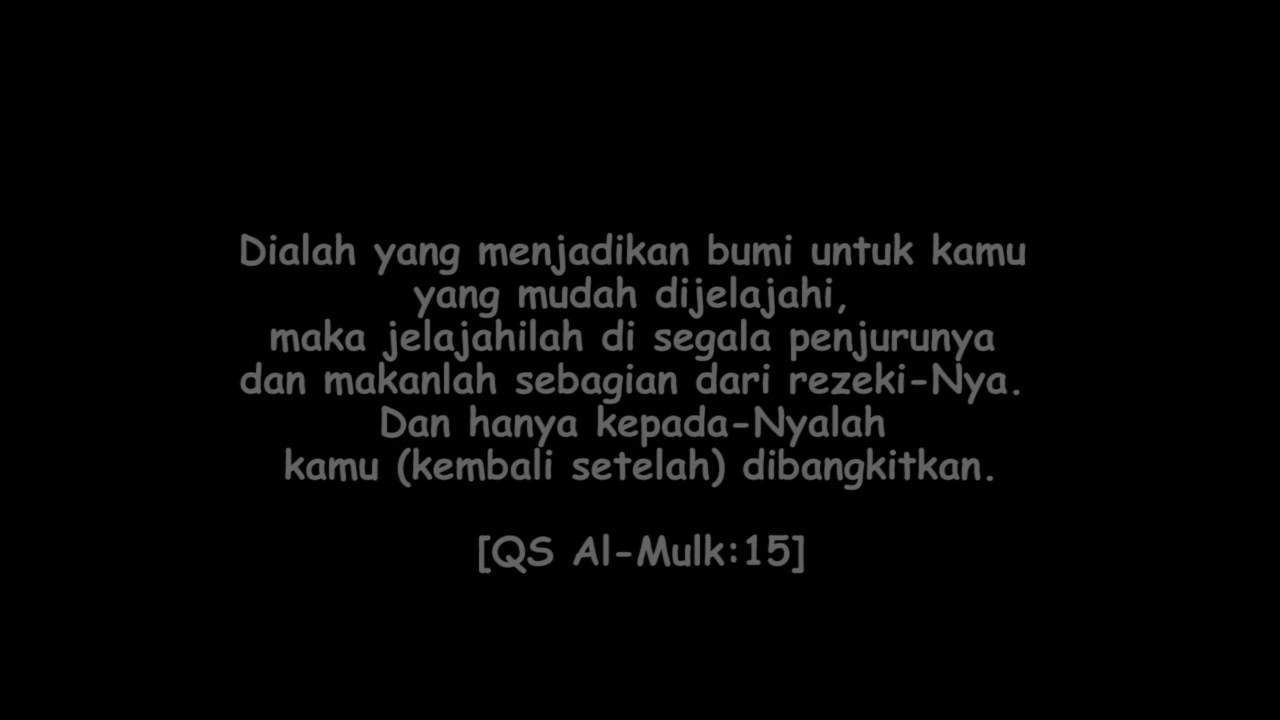 Dialah yang menjadikan bumi untuk kamu
yang mudah dijelajahi,
maka jelajahilah di segala penjurunya
dan makanlah sebagian dari rezeki-Nya.
Dan hanya kepada-Nyalah
kamu (kembali setelah) dibangkitkan.
[QS Al-Mulk:15]